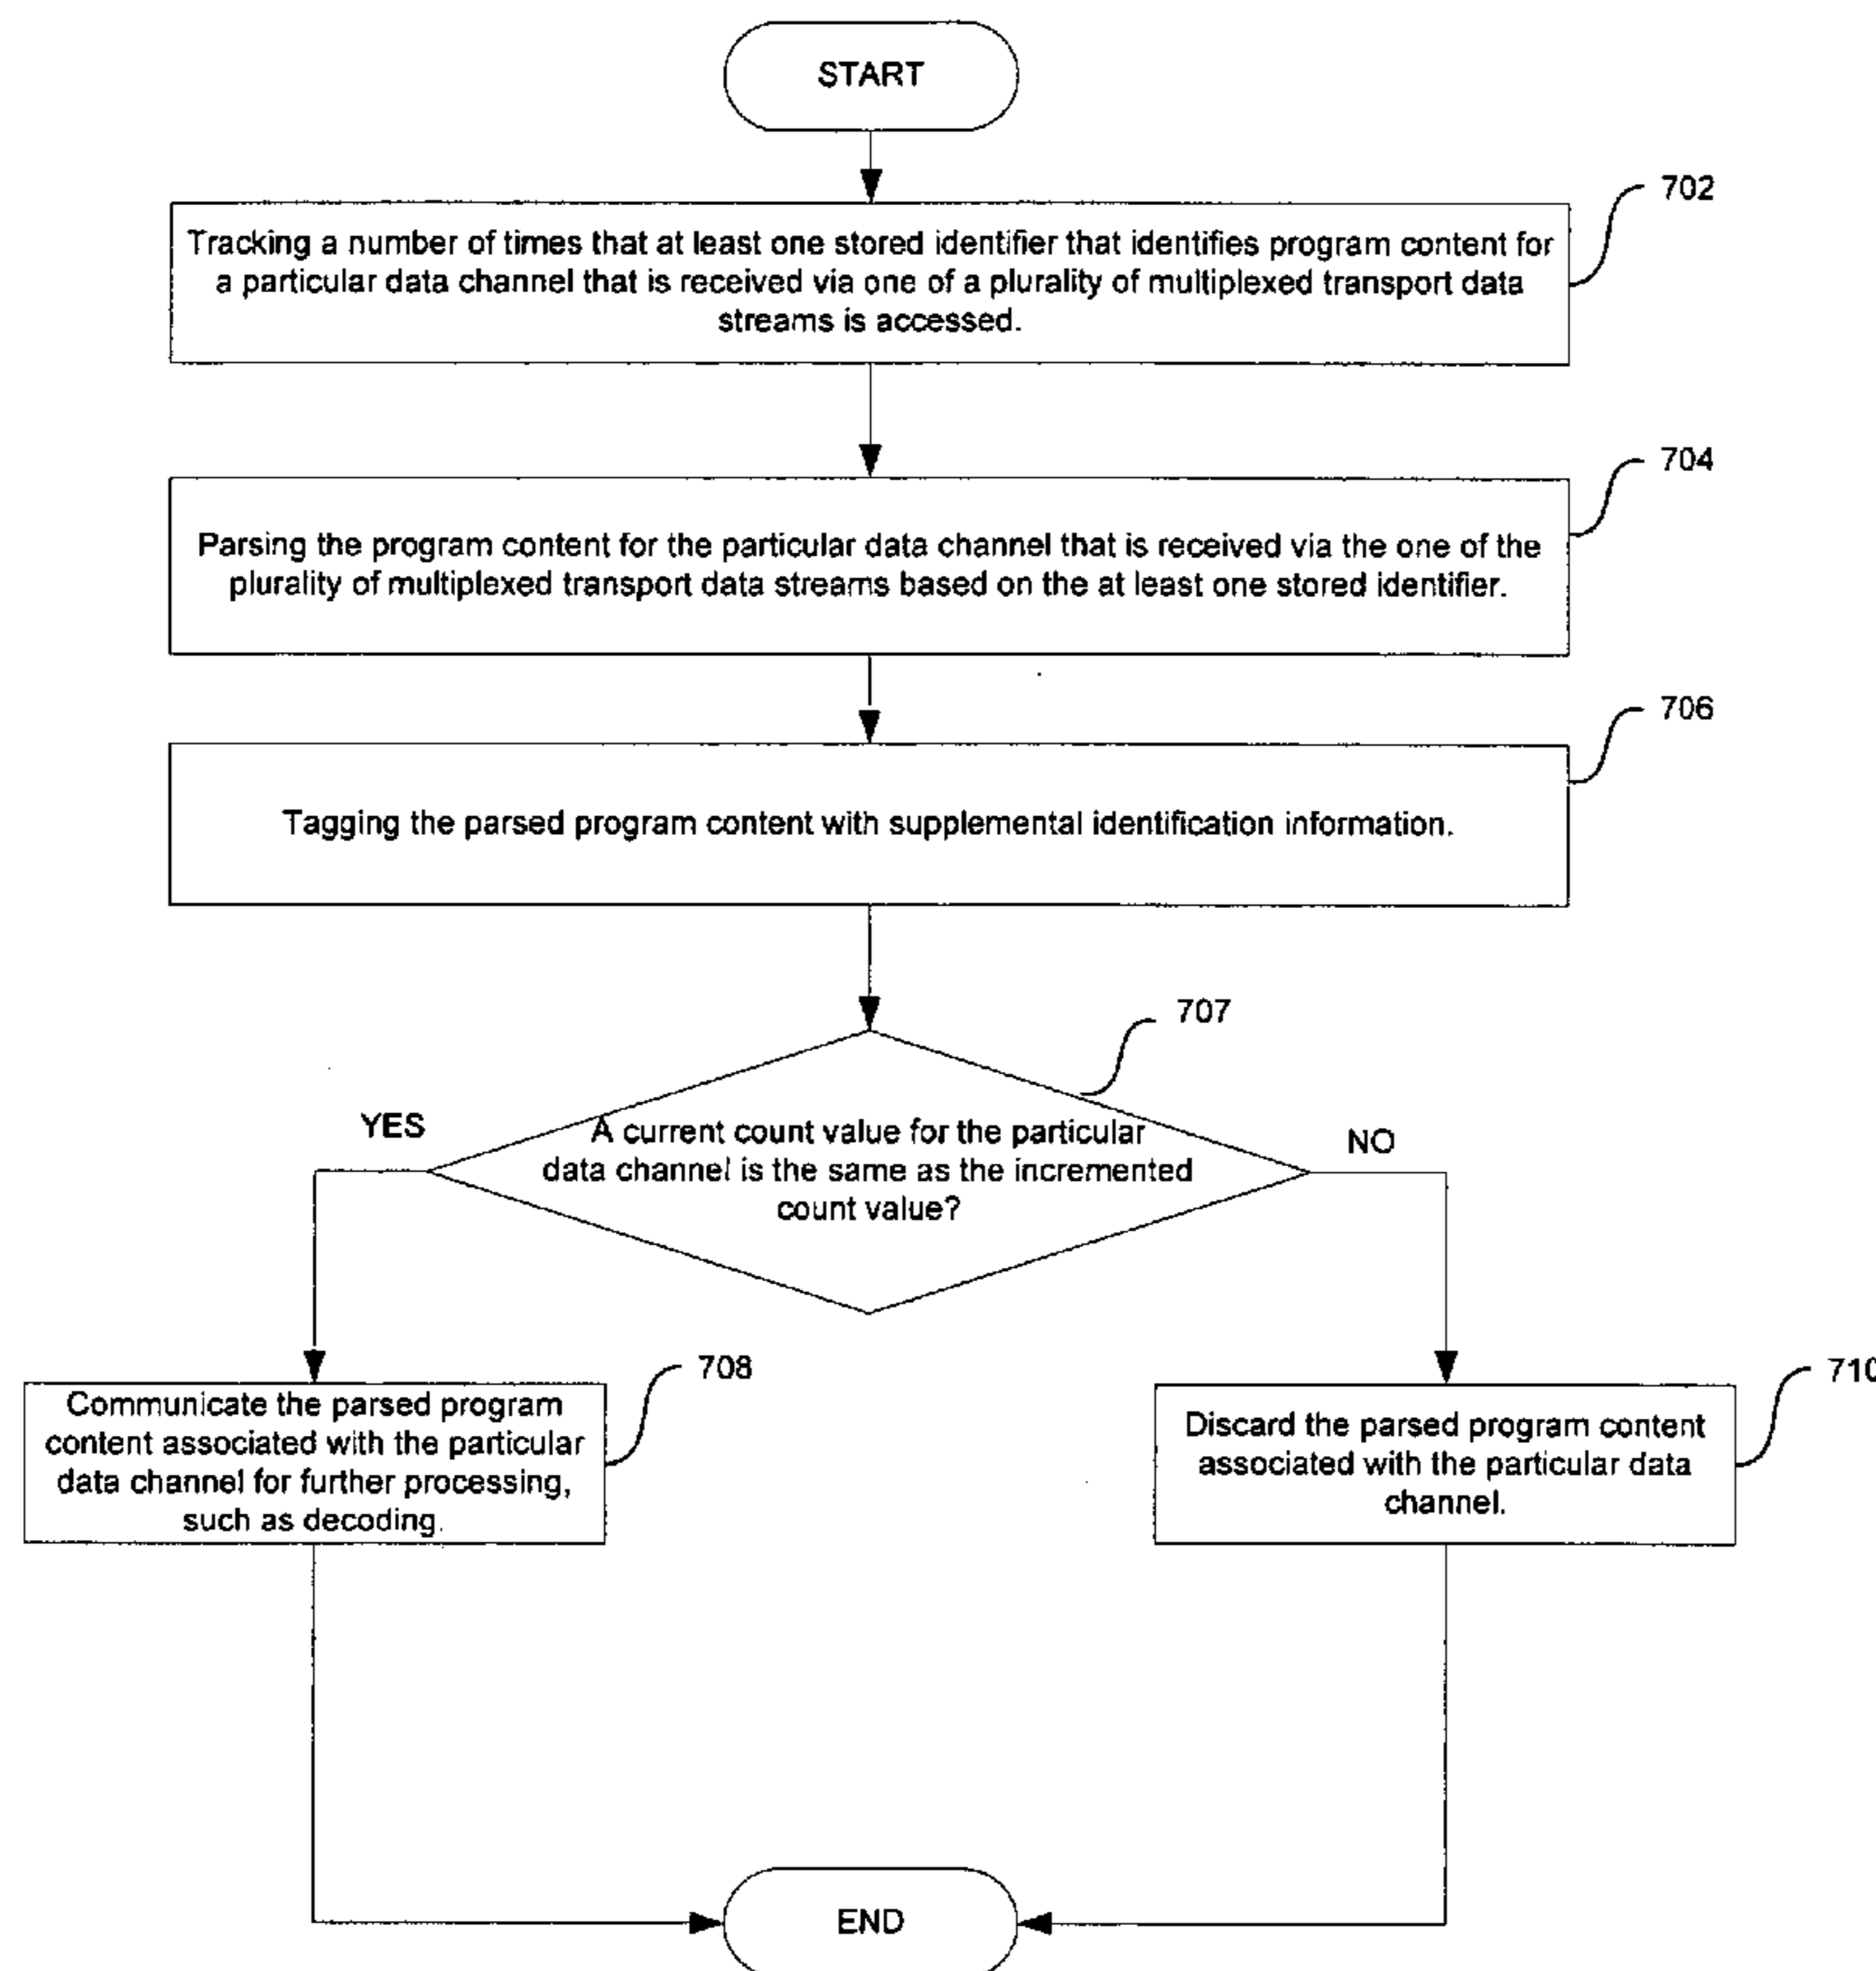 START
702
Tracking a number of times that at least one stored identifier that identifies program content for
a particular data channel that is received via one of a plurality of multiplexed transport data
streams is accessed.
704
Parsing the program content for the particular data channel that is received via the one of the
plurality of multiplexed transport data streams based on the at least one stored identifier.
706
Tagging the parsed program content with supplemental identification information.
707
YES
A current count value for the particular
data channel is the same as the incremented
count value?
NO
708
Communicate the parsed program
content associated with the particular
data channel for further processing,
such as decoding.
710
Discard the parsed program content
associated with the particular data
channel.
END